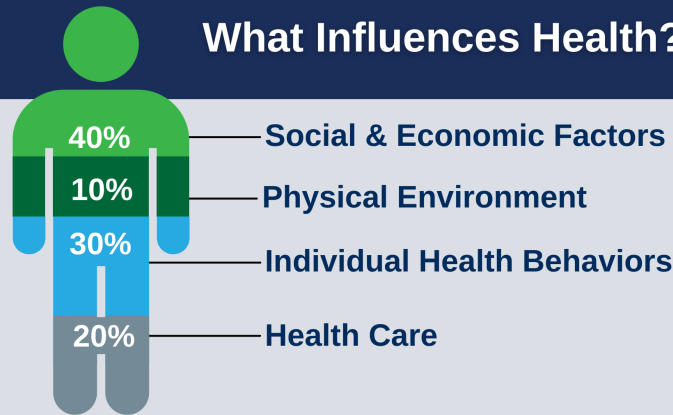 What Influences Health?
40% Social & Economic Factors
10% Physical Environment
30% Individual Health Behaviors
20% Health Care